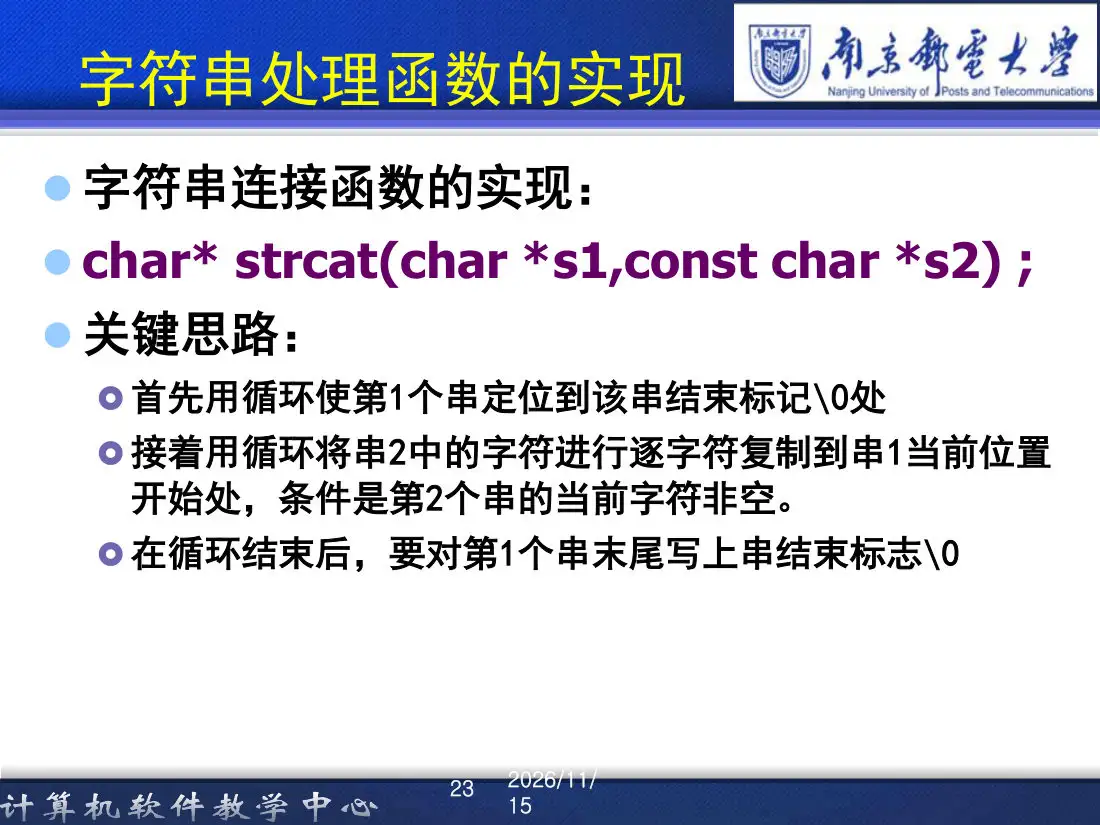 字符串处理函数的实现
南京邮电大学
Nanjing University of Posts and Telecommunications
字符串连接函数的实现：
char* strcat(char *s1,const char *s2) ;
关键思路：
首先用循环使第1个串定位到该串结束标记\0处
接着用循环将串2中的字符进行逐字符复制到串1当前位置
开始处，条件是第2个串的当前字符非空。
在循环结束后，要对第1个串末尾写上串结束标志\0
计算机软件教学中心
23
2026/11/
15